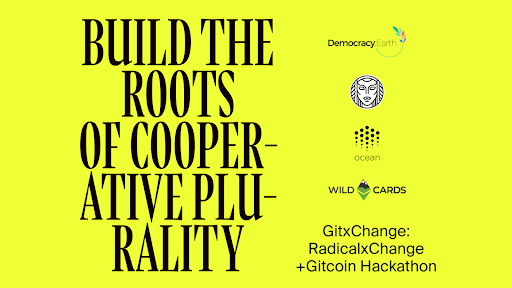 BUILD THE
ROOTS
OF COOPER-
ATIVE PLU-
RALITY
Democracy.Earth
ocean
WILD CARDS
GitxChange:
RadicalxChange
+Gitcoin Hackathon